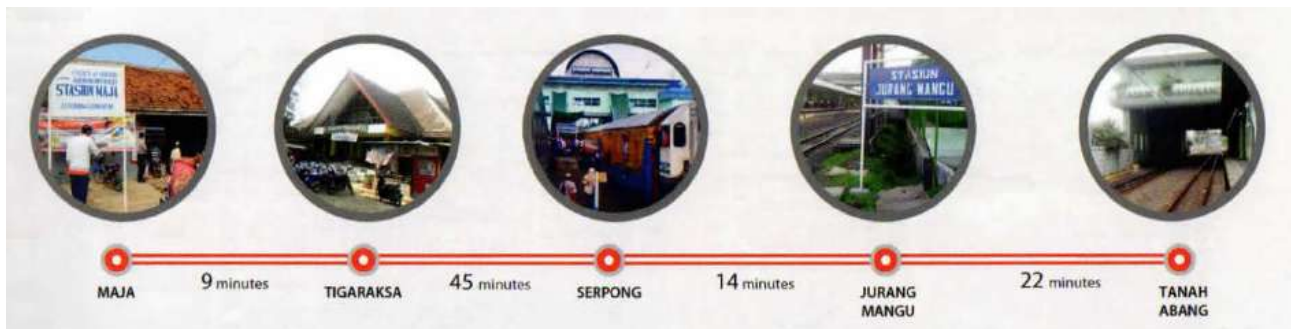 STASIUN MAJA
STASIUN
JURANG MANGU
9 minutes
45 minutes
14 minutes
22 minutes
MAJA
TIGARAKSA
SERPONG
JURANG
MANGU
TANAH
ABANG